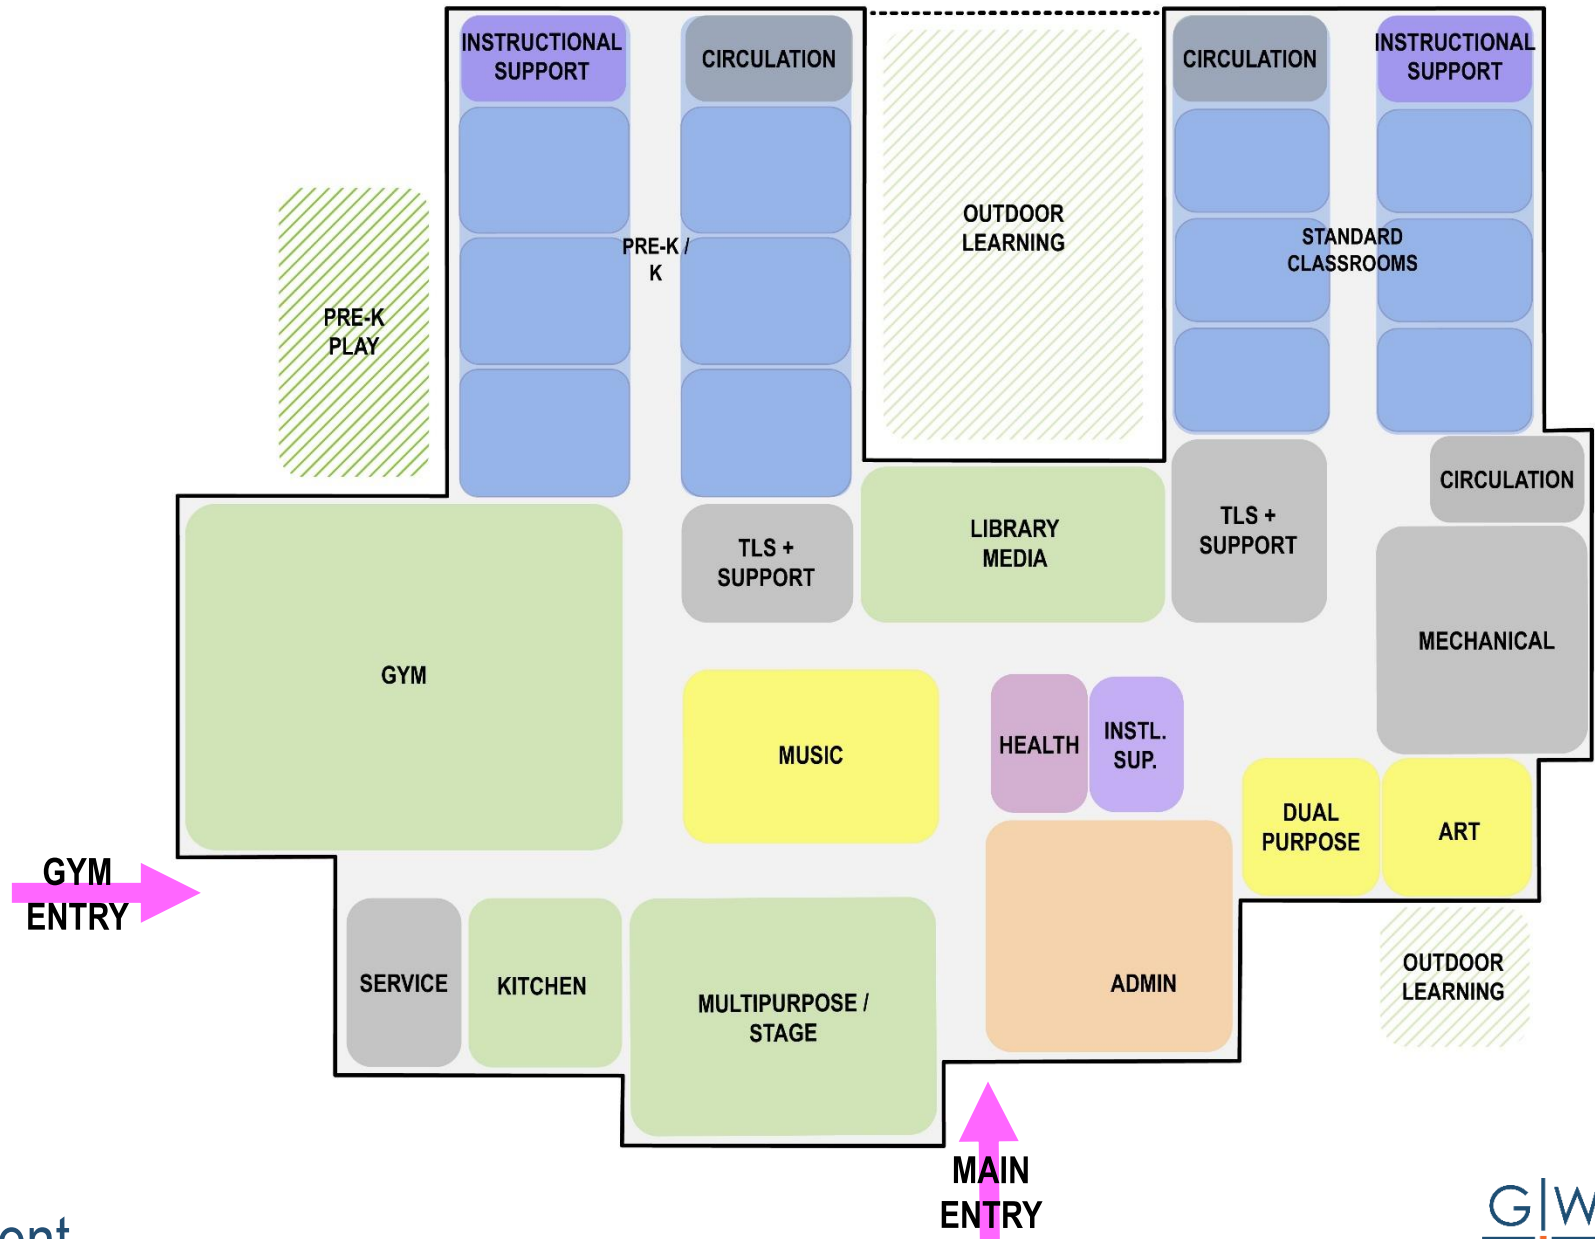 INSTRUCTIONAL
SUPPORT
CIRCULATION
CIRCULATION
INSTRUCTIONAL
SUPPORT
OUTDOOR
LEARNING
PRE-K /
K
STANDARD
CLASSROOMS
PRE-K
PLAY
CIRCULATION
TLS +
SUPPORT
LIBRARY
MEDIA
TLS +
SUPPORT
MECHANICAL
GYM
MUSIC
HEALTH
INSTL.
SUP.
DUAL
PURPOSE
ART
GYM
ENTRY
SERVICE
KITCHEN
MULTIPURPOSE /
STAGE
ADMIN
OUTDOOR
LEARNING
MAIN
ENTRY